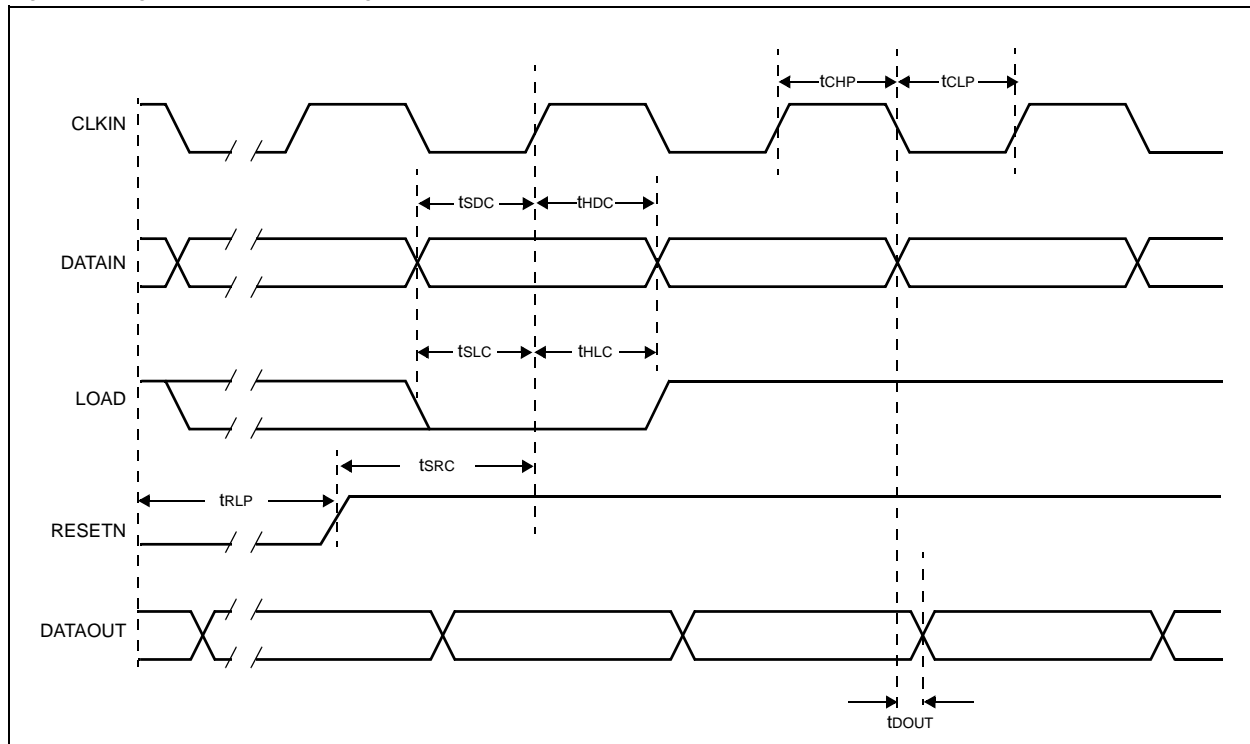 tCHP
tCLP
CLKIN
tSDC
tHDC
DATAIN
tSLC
tHLC
LOAD
tSRC
tRLP
RESETN
DATAOUT
tDOUT